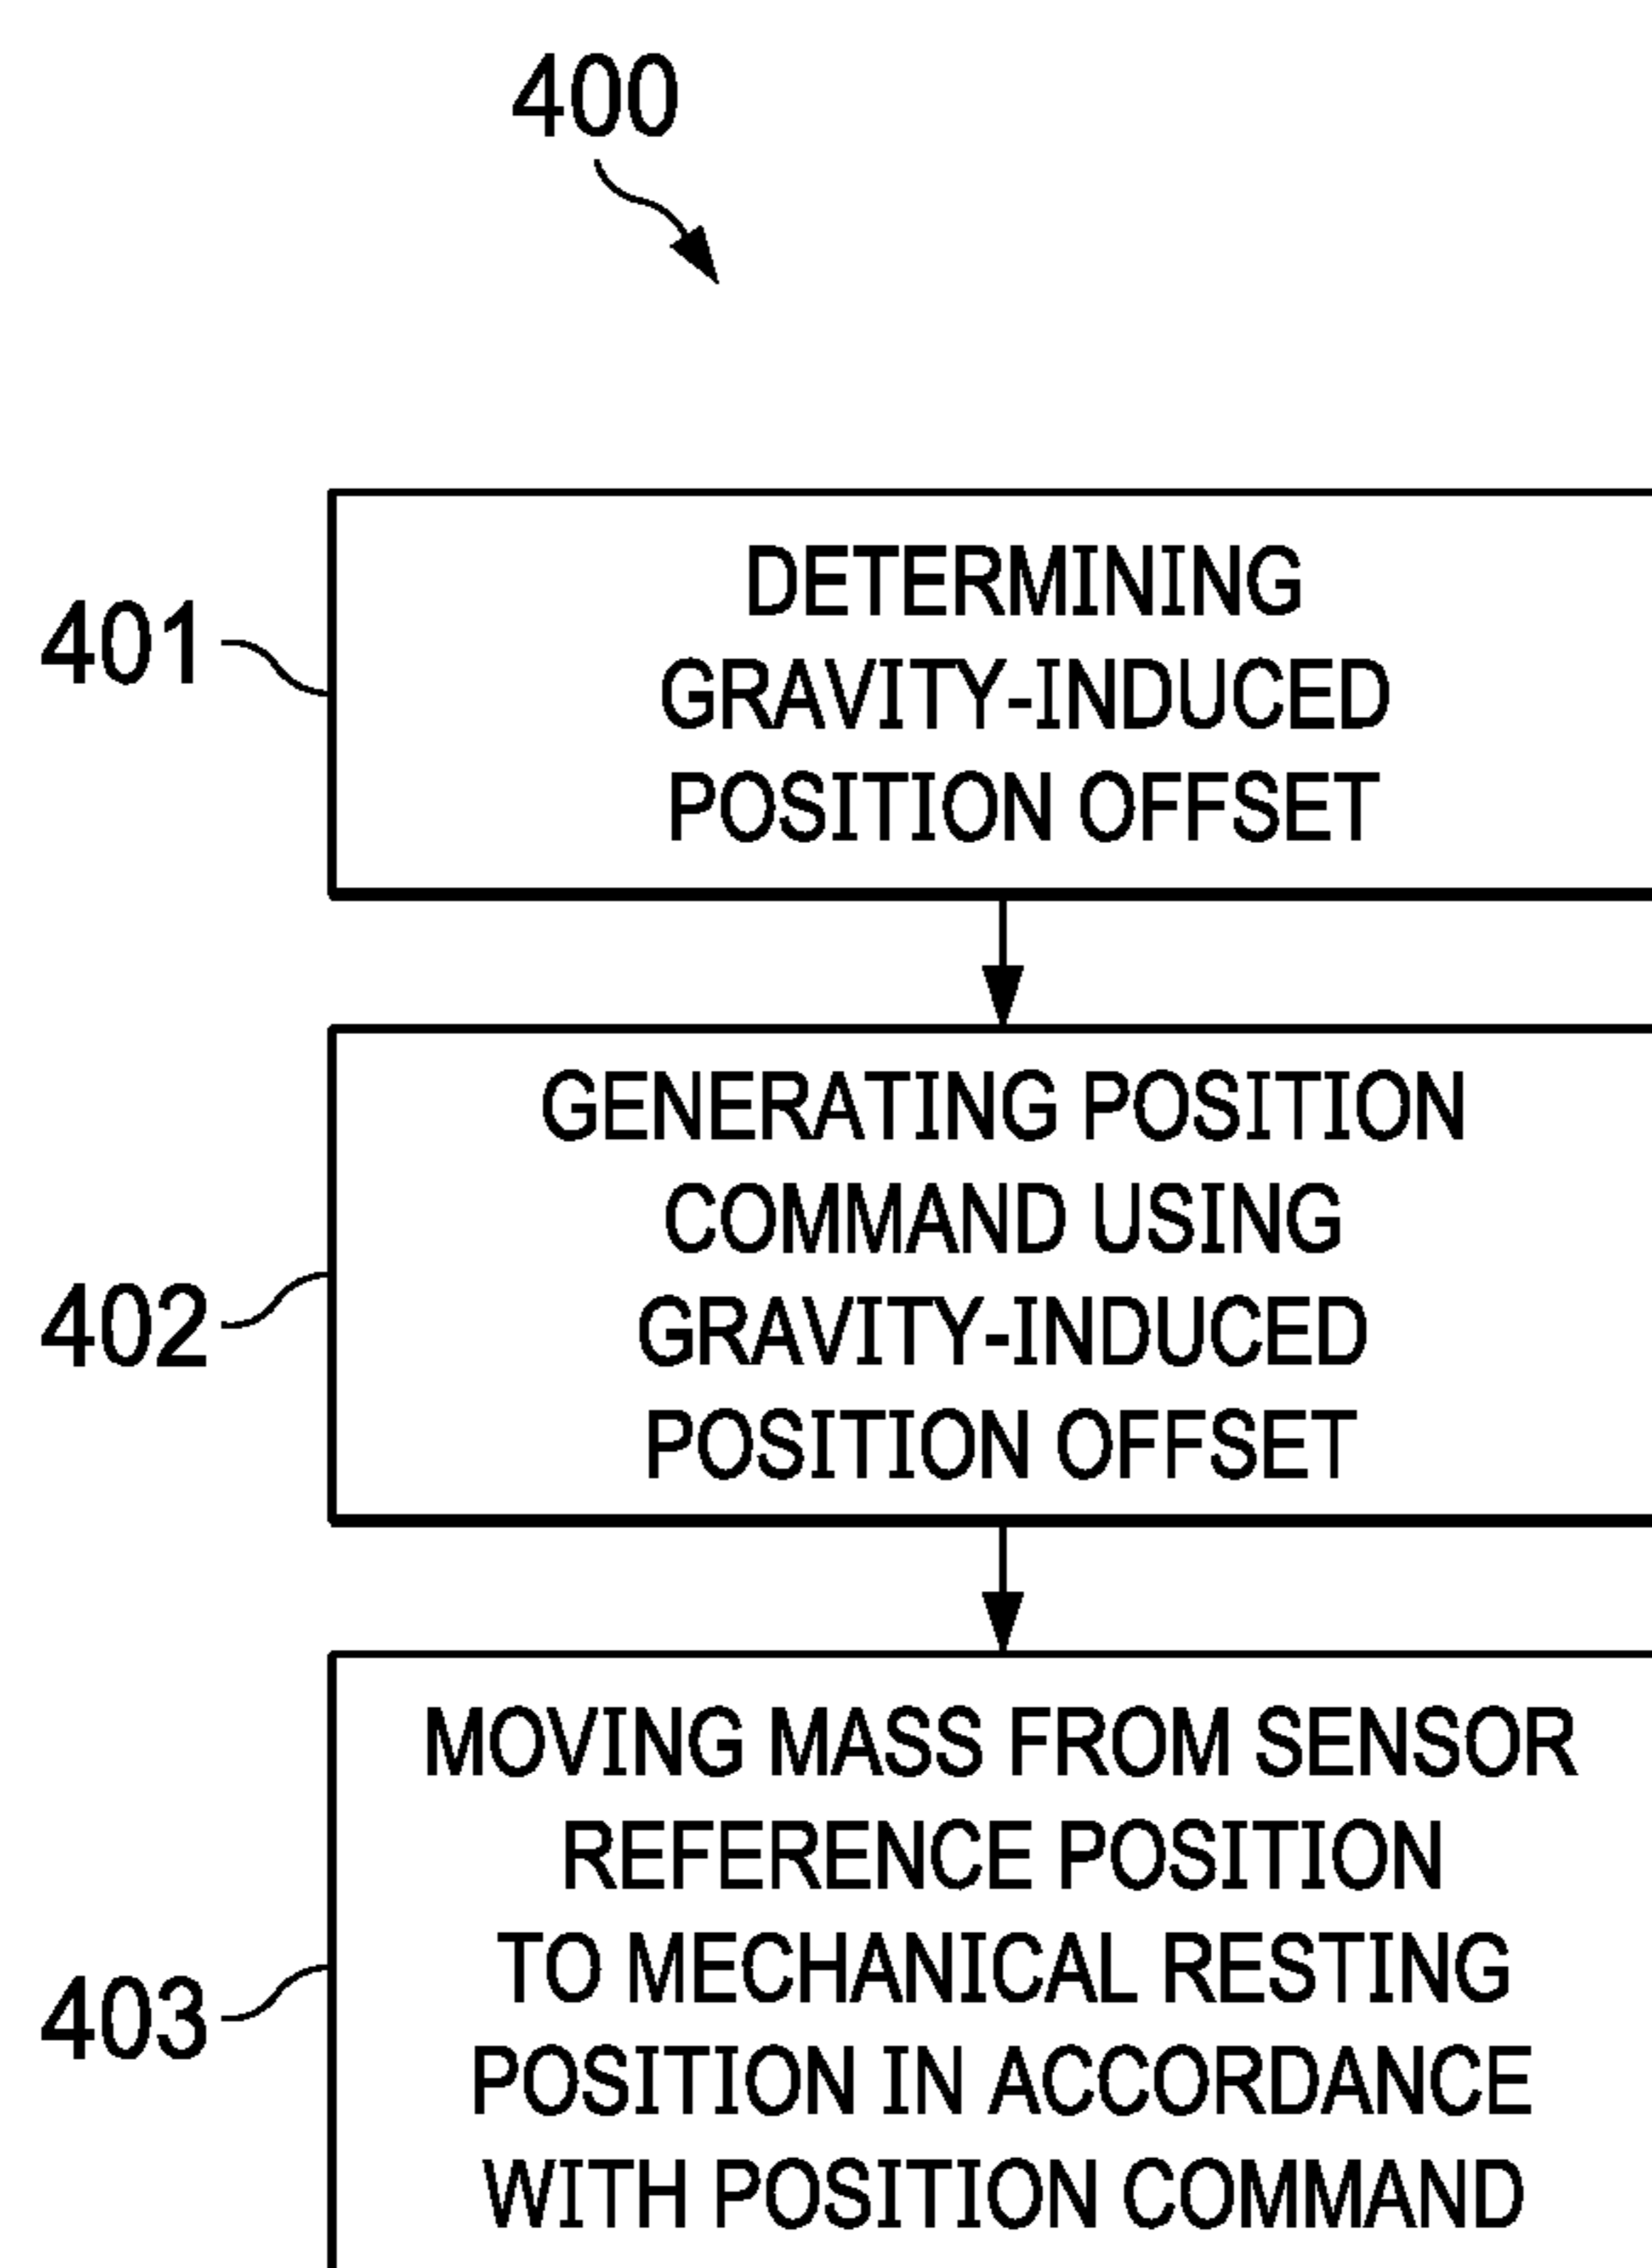 400
401
DETERMINING
GRAVITY-INDUCED
POSITION OFFSET
402
GENERATING POSITION
COMMAND USING
GRAVITY-INDUCED
POSITION OFFSET
403
MOVING MASS FROM SENSOR
REFERENCE POSITION
TO MECHANICAL RESTING
POSITION IN ACCORDANCE
WITH POSITION COMMAND